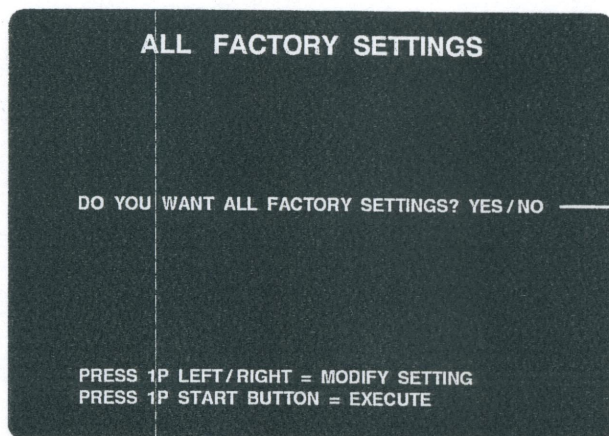 ALL FACTORY SETTINGS
DO YOU WANT ALL FACTORY SETTINGS? YES/NO
PRESS 1P LEFT/RIGHT = MODIFY SETTING
PRESS 1P START BUTTON = EXECUTE